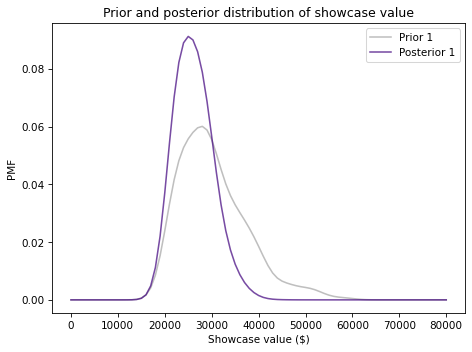 Prior and posterior distribution of showcase value
Prior 1
Posterior 1
0.08
0.06
0.04
0.02
0.00
PMF
0 10000 20000 30000 40000 50000 60000 70000 80000
Showcase value ($)